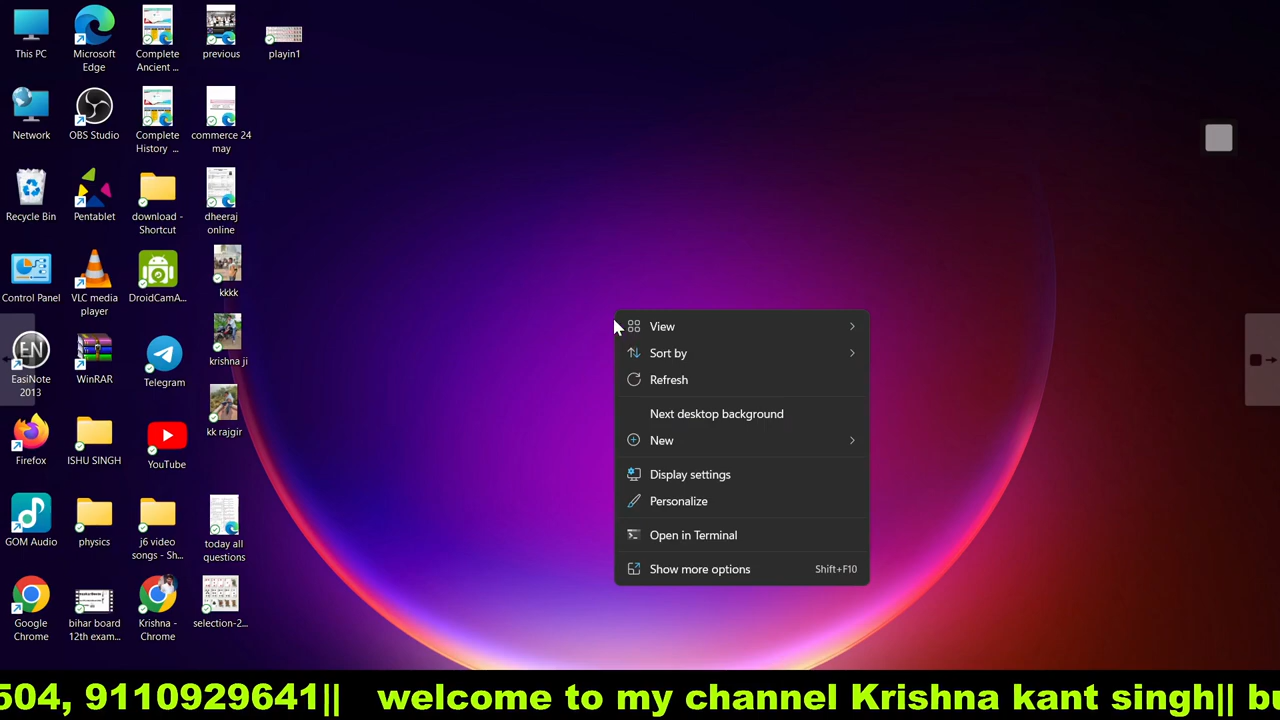 This PC
Microsoft
Edge
Complete
Ancient ...
previous
playin1
Network
OBS Studio
Complete
History ...
commerce 24
may
Recycle Bin
Pentablet
download -
Shortcut
dheeraj
online
Control Panel
VLC media
player
DroidCamA...
kkkk
EN
EasiNote
2013
WinRAR
Telegram
krishna ji
Firefox
ISHU SINGH
YouTube
kk rajgir
GOM Audio
physics
j6 video
songs - Sh...
today all
questions
Google
Chrome
bihar board
12th exam...
Krishna -
Chrome
selection-2...
View
Sort by
Refresh
Next desktop background
New
Display settings
Personalize
Open in Terminal
Show more options Shift+F10
504, 9110929641|| welcome to my channel Krishna kant singh|| bu